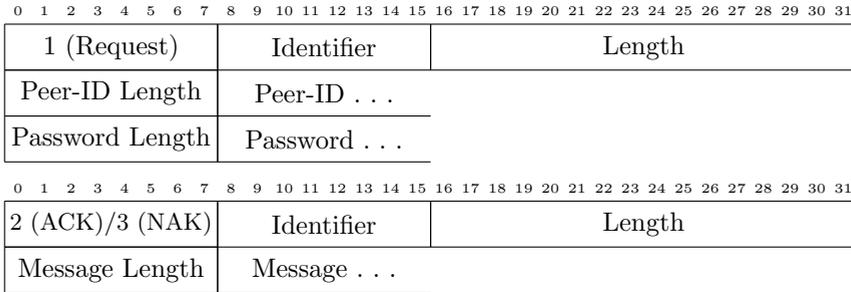 0 1 2 3 4 5 6 7 8 9 10 11 12 13 14 15 16 17 18 19 20 21 22 23 24 25 26 27 28 29 30 31
1 (Request) Identifier Length
Peer-ID Length Peer-ID . . .
Password Length Password . . .
0 1 2 3 4 5 6 7 8 9 10 11 12 13 14 15 16 17 18 19 20 21 22 23 24 25 26 27 28 29 30 31
2 (ACK)/3 (NAK) Identifier Length
Message Length Message . . .